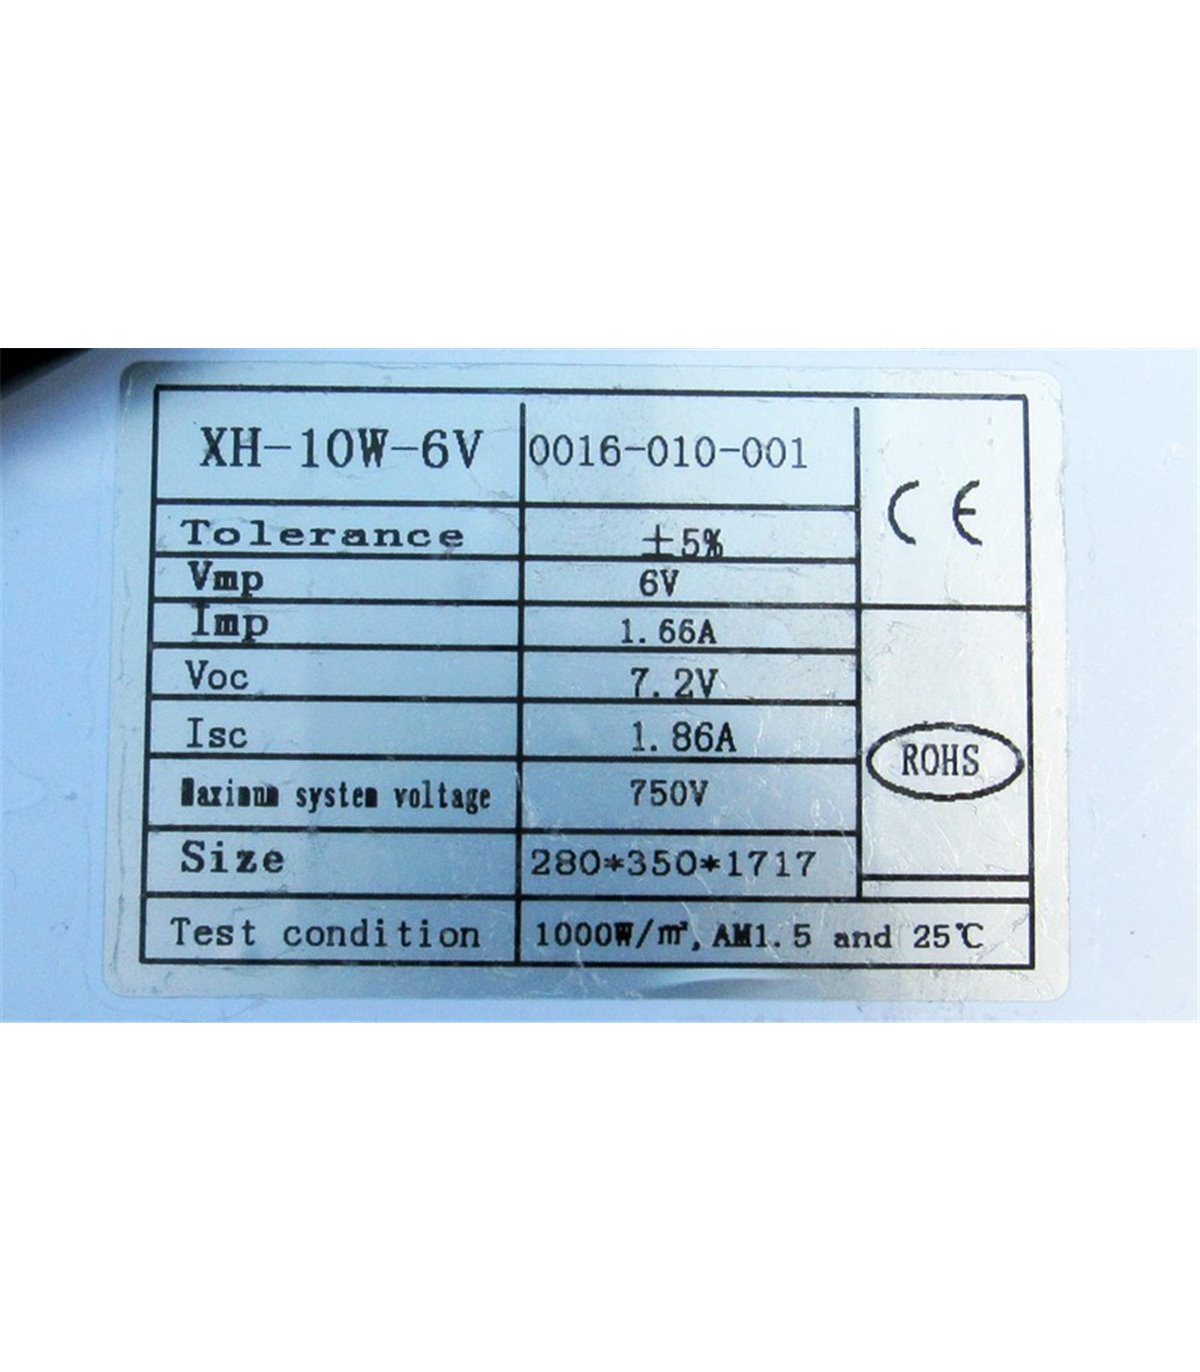 XH-10W-6V 0016-010-001
CE
Tolerance ±5%
Vmp 6V
Imp 1.66A
Voc 7.2V
Isc 1.86A
ROHS
Maximum system voltage 750V
Size 280*350*1717
Test condition 1000W/㎡, AM1.5 and 25℃